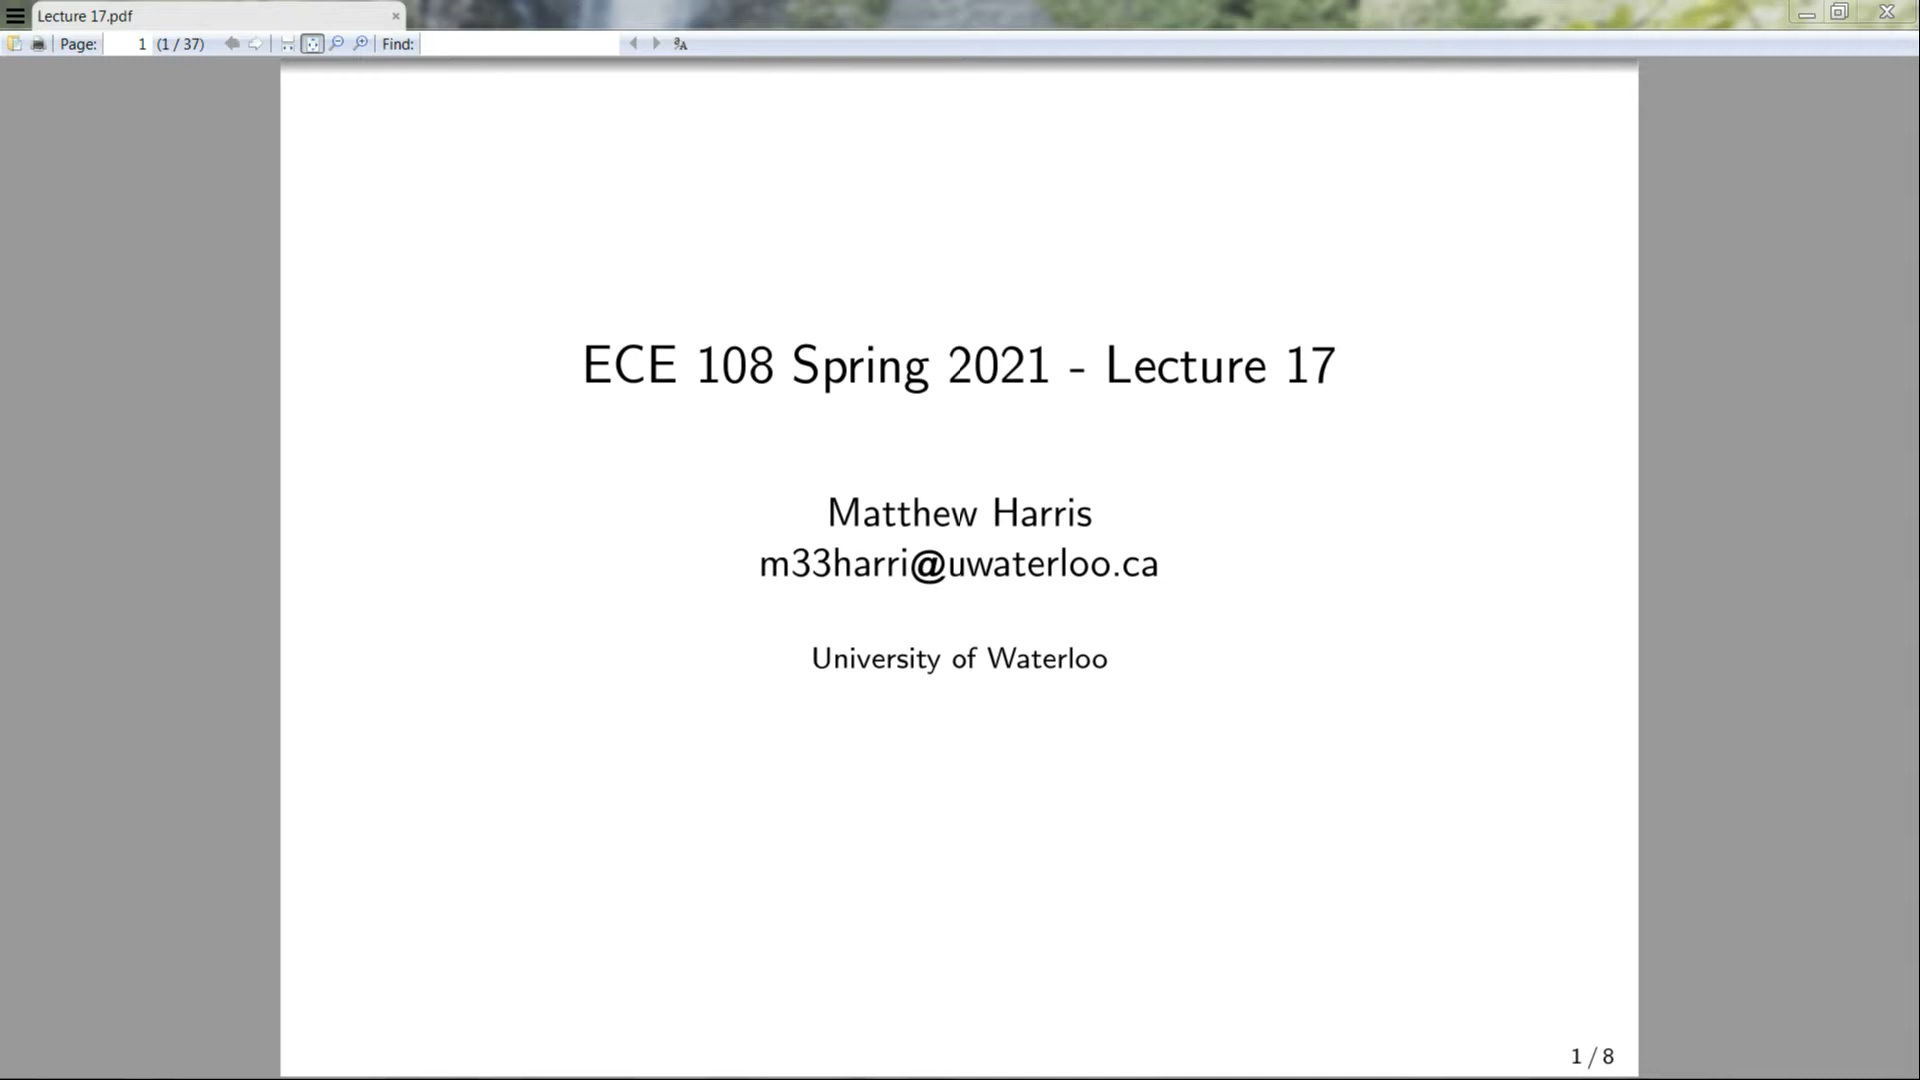 Lecture 17.pdf
Page: 1 (1 / 37) Find:
ECE 108 Spring 2021 - Lecture 17
Matthew Harris
m33harri@uwaterloo.ca
University of Waterloo
1 / 8